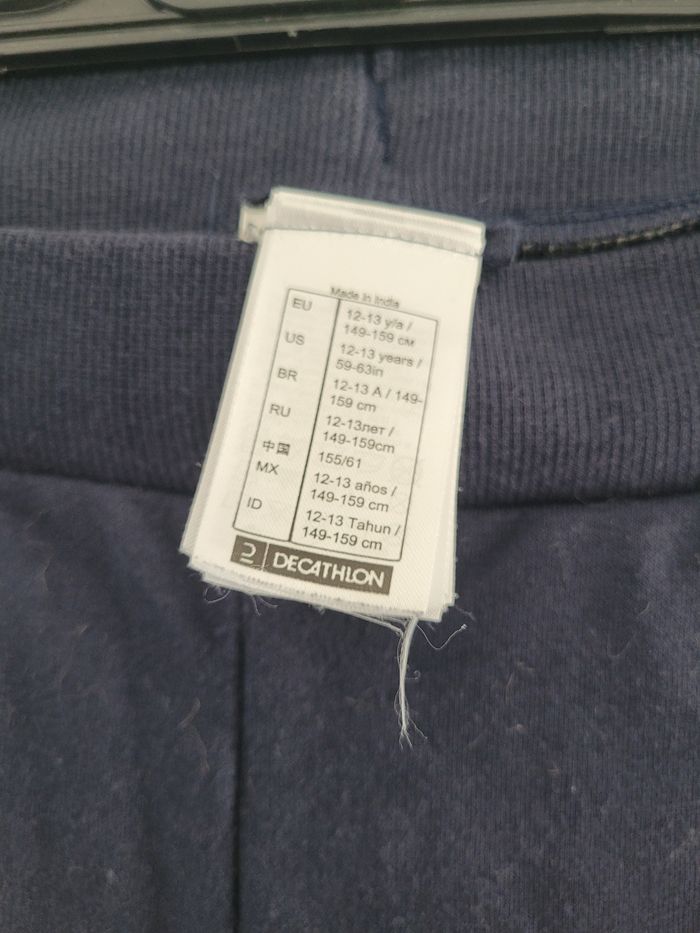 Made in India
EU 12-13 y/a /
149-159 см
US 12-13 years /
59-63in
BR 12-13 A / 149-
159 cm
RU 12-13лет /
149-159cm
中国 155/61
MX 12-13 años /
149-159 cm
ID 12-13 Tahun /
149-159 cm
DECATHLON